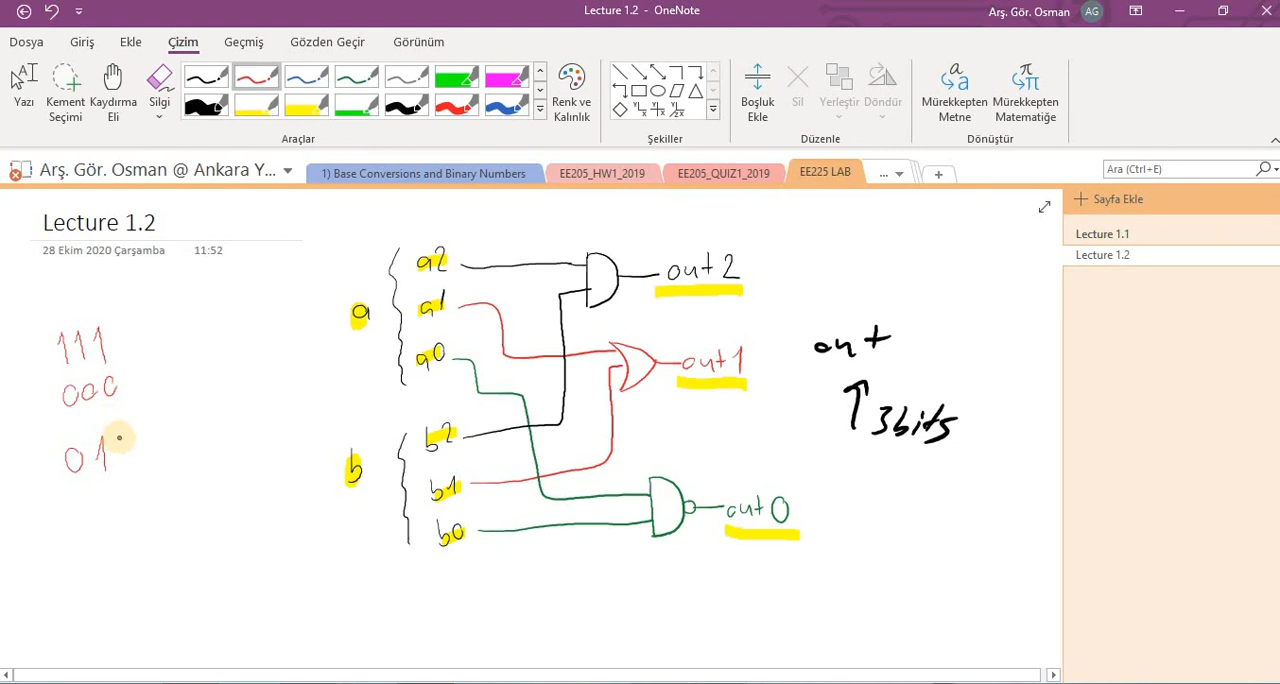 Lecture 1.2 - OneNote
Arş. Gör. Osman AG
Dosya Giriş Ekle Çizim Geçmiş Gözden Geçir Görünüm
Yazı
Kement Seçimi
Kaydırma Eli
Silgi
Araçlar
Renk ve Kalınlık
Şekiller
Boşluk Ekle
Sil
Yerleştir
Döndür
Düzenle
Mürekkepten Metne
Mürekkepten Matematiğe
Dönüştür
Arş. Gör. Osman @ Ankara Y...
1) Base Conversions and Binary Numbers
EE205_HW1_2019
EE205_QUIZ1_2019
EE225 LAB
...
Ara (Ctrl+E)
Sayfa Ekle
Lecture 1.1
Lecture 1.2
Lecture 1.2
28 Ekim 2020 Çarşamba 11:52
111
000
01
a
a2
a1
a0
b
b2
b1
b0
out 2
out 1
out 0
out
3bits